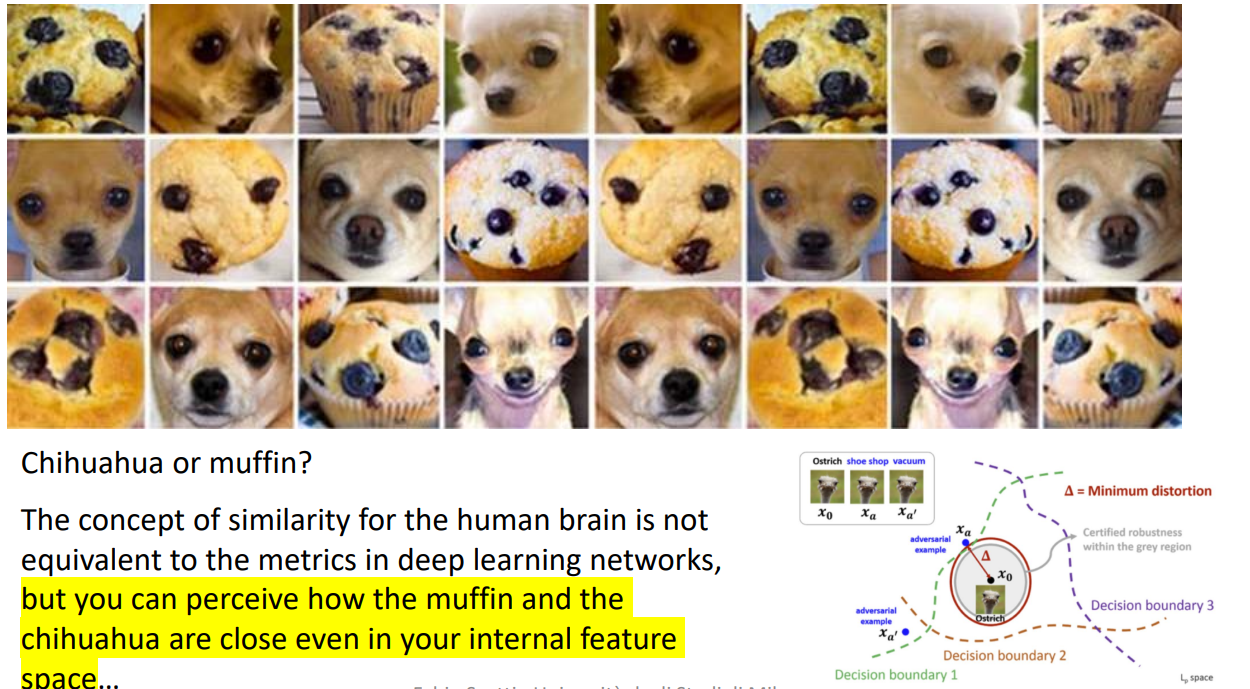 Chihuahua or muffin?
The concept of similarity for the human brain is not
equivalent to the metrics in deep learning networks,
but you can perceive how the muffin and the
chihuahua are close even in your internal feature
space...
Ostrich shoe shop vacuum
x₀ xₐ xₐ′
Δ = Minimum distortion
Certified robustness
within the grey region
xₐ
adversarial
example
Δ
x₀
Ostrich
adversarial
example
xₐ′
Decision boundary 3
Decision boundary 2
Decision boundary 1
Lₚ space